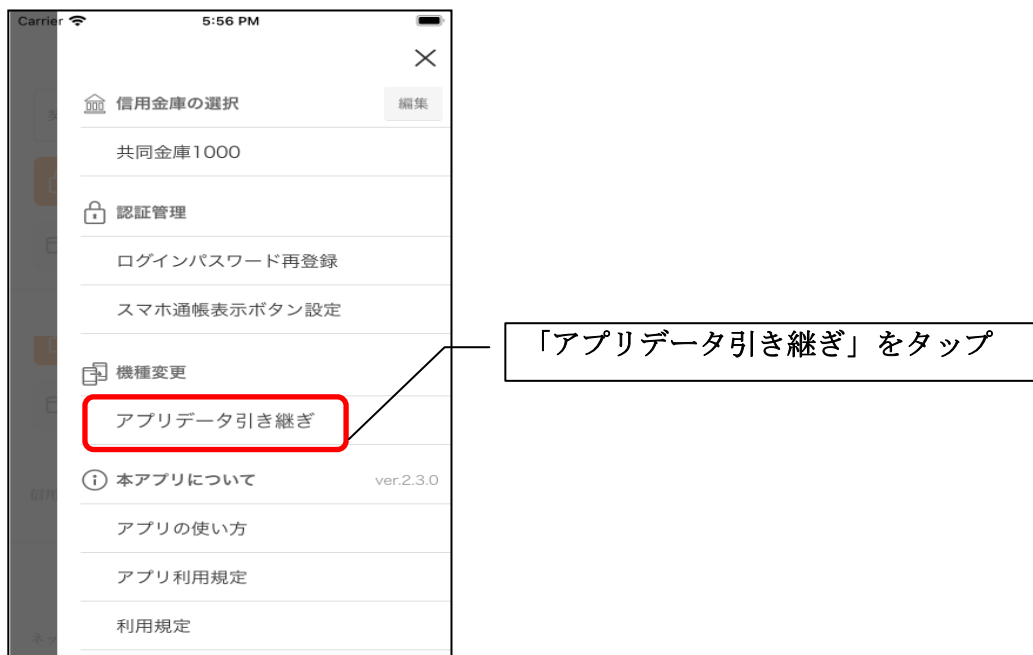 Carrier 5:56 PM
信用金庫の選択 編集
共同金庫1000
認証管理
ログインパスワード再登録
スマホ通帳表示ボタン設定
「アプリデータ引き継ぎ」をタップ
機種変更
アプリデータ引き継ぎ
本アプリについて ver.2.3.0
アプリの使い方
アプリ利用規定
利用規定